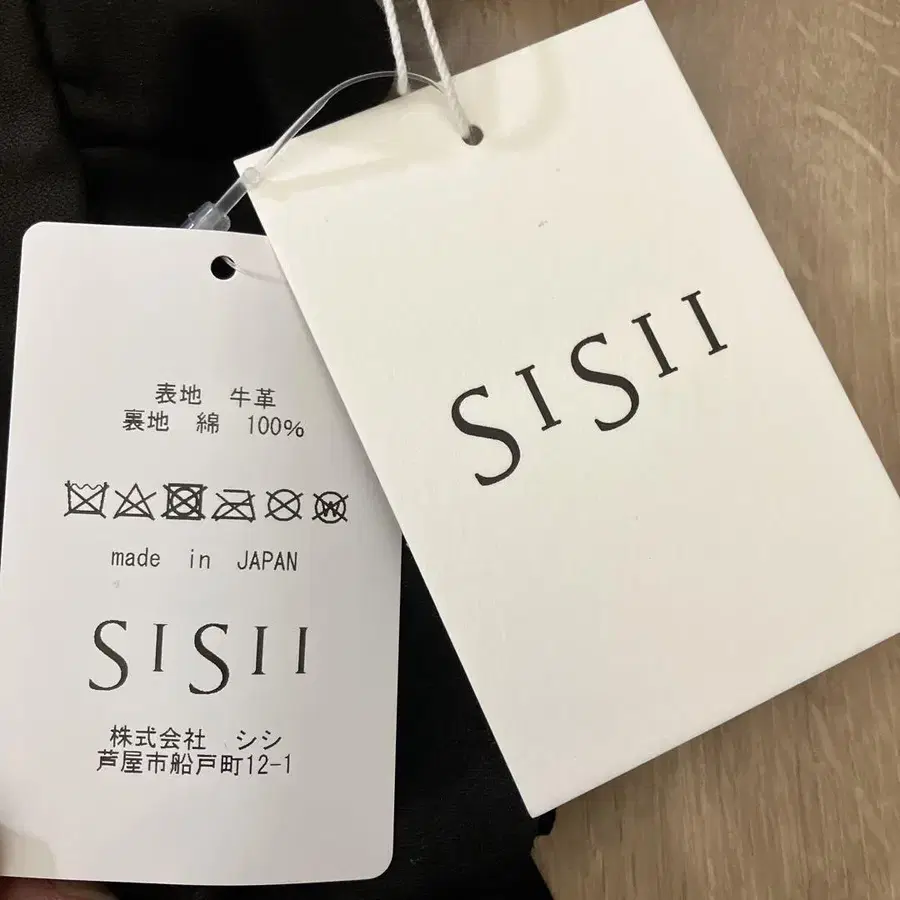 表地 牛革
裏地 綿 100%
made in JAPAN
SISII
株式会社 シシ
芦屋市船戸町12-1
SISII